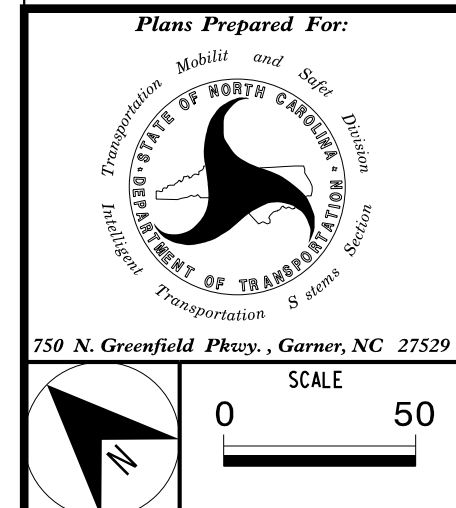 Plans Prepared For:
Transportation Mobilit and Safet Division
STATE OF NORTH CAROLINA
DEPARTMENT OF TRANSPORTATION
Intelligent Transportation S stems Section
750 N. Greenfield Pkwy. , Garner, NC 27529
SCALE
0 50
N